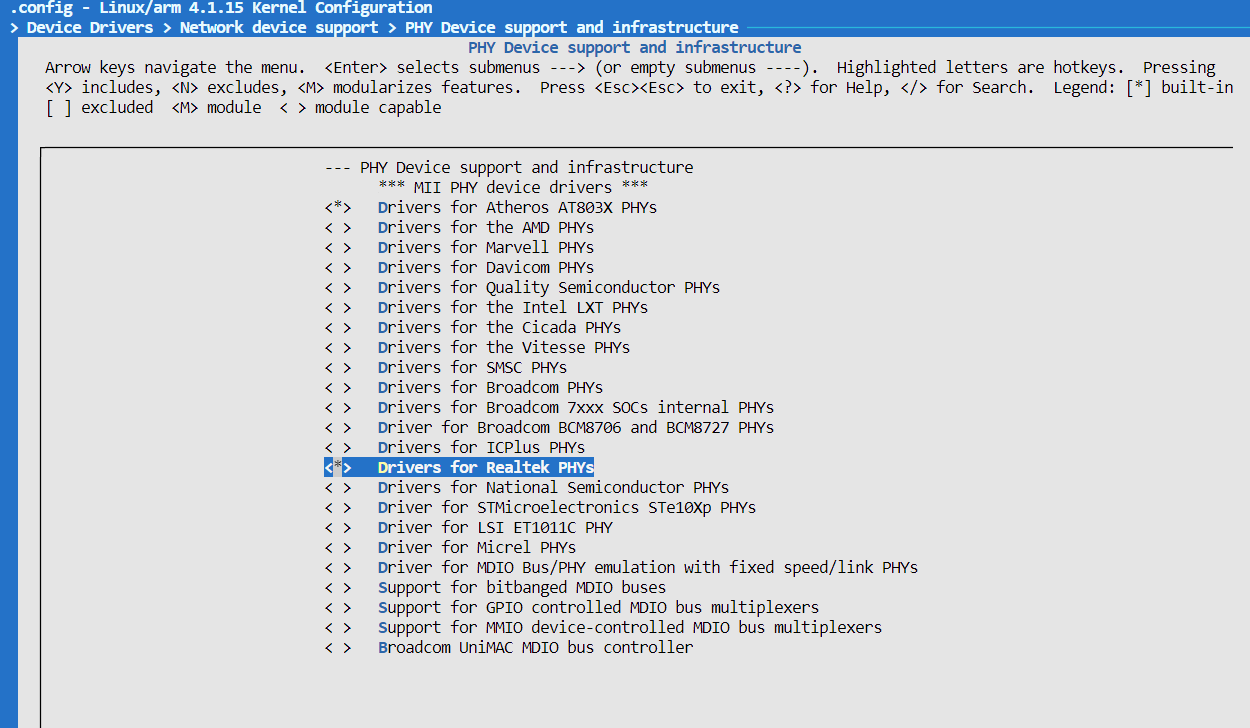 .config - Linux/arm 4.1.15 Kernel Configuration
> Device Drivers > Network device support > PHY Device support and infrastructure
PHY Device support and infrastructure
Arrow keys navigate the menu.  <Enter> selects submenus ---> (or empty submenus ----).  Highlighted letters are hotkeys.  Pressing
<Y> includes, <N> excludes, <M> modularizes features.  Press <Esc><Esc> to exit, <?> for Help, </> for Search.  Legend: [*] built-in
[ ] excluded  <M> module  < > module capable
--- PHY Device support and infrastructure
*** MII PHY device drivers ***
<*>   Drivers for Atheros AT803X PHYs
< >   Drivers for the AMD PHYs
< >   Drivers for Marvell PHYs
< >   Drivers for Davicom PHYs
< >   Drivers for Quality Semiconductor PHYs
< >   Drivers for the Intel LXT PHYs
< >   Drivers for the Cicada PHYs
< >   Drivers for the Vitesse PHYs
< >   Drivers for SMSC PHYs
< >   Drivers for Broadcom PHYs
< >   Drivers for Broadcom 7xxx SOCs internal PHYs
< >   Driver for Broadcom BCM8706 and BCM8727 PHYs
< >   Drivers for ICPlus PHYs
<*>   Drivers for Realtek PHYs
< >   Drivers for National Semiconductor PHYs
< >   Driver for STMicroelectronics STe10Xp PHYs
< >   Driver for LSI ET1011C PHY
< >   Driver for Micrel PHYs
< >   Driver for MDIO Bus/PHY emulation with fixed speed/link PHYs
< >   Support for bitbanged MDIO buses
< >   Support for GPIO controlled MDIO bus multiplexers
< >   Support for MMIO device-controlled MDIO bus multiplexers
< >   Broadcom UniMAC MDIO bus controller